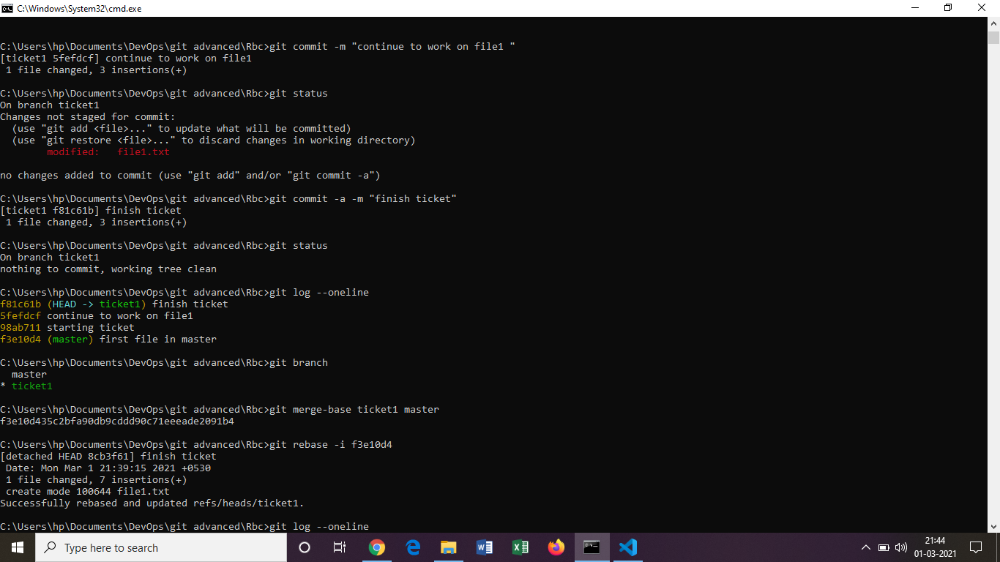 C:\Windows\System32\cmd.exe
C:\Users\hp\Documents\DevOps\git advanced\Rbc>git commit -m "continue to work on file1 "
[ticket1 5fefdcf] continue to work on file1
 1 file changed, 3 insertions(+)
C:\Users\hp\Documents\DevOps\git advanced\Rbc>git status
On branch ticket1
Changes not staged for commit:
  (use "git add <file>..." to update what will be committed)
  (use "git restore <file>..." to discard changes in working directory)
        modified:   file1.txt
no changes added to commit (use "git add" and/or "git commit -a")
C:\Users\hp\Documents\DevOps\git advanced\Rbc>git commit -a -m "finish ticket"
[ticket1 f81c61b] finish ticket
 1 file changed, 3 insertions(+)
C:\Users\hp\Documents\DevOps\git advanced\Rbc>git status
On branch ticket1
nothing to commit, working tree clean
C:\Users\hp\Documents\DevOps\git advanced\Rbc>git log --oneline
f81c61b (HEAD -> ticket1) finish ticket
5fefdcf continue to work on file1
98ab711 starting ticket
f3e10d4 (master) first file in master
C:\Users\hp\Documents\DevOps\git advanced\Rbc>git branch
  master
* ticket1
C:\Users\hp\Documents\DevOps\git advanced\Rbc>git merge-base ticket1 master
f3e10d435c2bfa90db9cddd90c71eeeade2091b4
C:\Users\hp\Documents\DevOps\git advanced\Rbc>git rebase -i f3e10d4
[detached HEAD 8cb3f61] finish ticket
 Date: Mon Mar 1 21:39:15 2021 +0530
 1 file changed, 7 insertions(+)
 create mode 100644 file1.txt
Successfully rebased and updated refs/heads/ticket1.
C:\Users\hp\Documents\DevOps\git advanced\Rbc>git log --oneline
Type here to search
21:44
01-03-2021